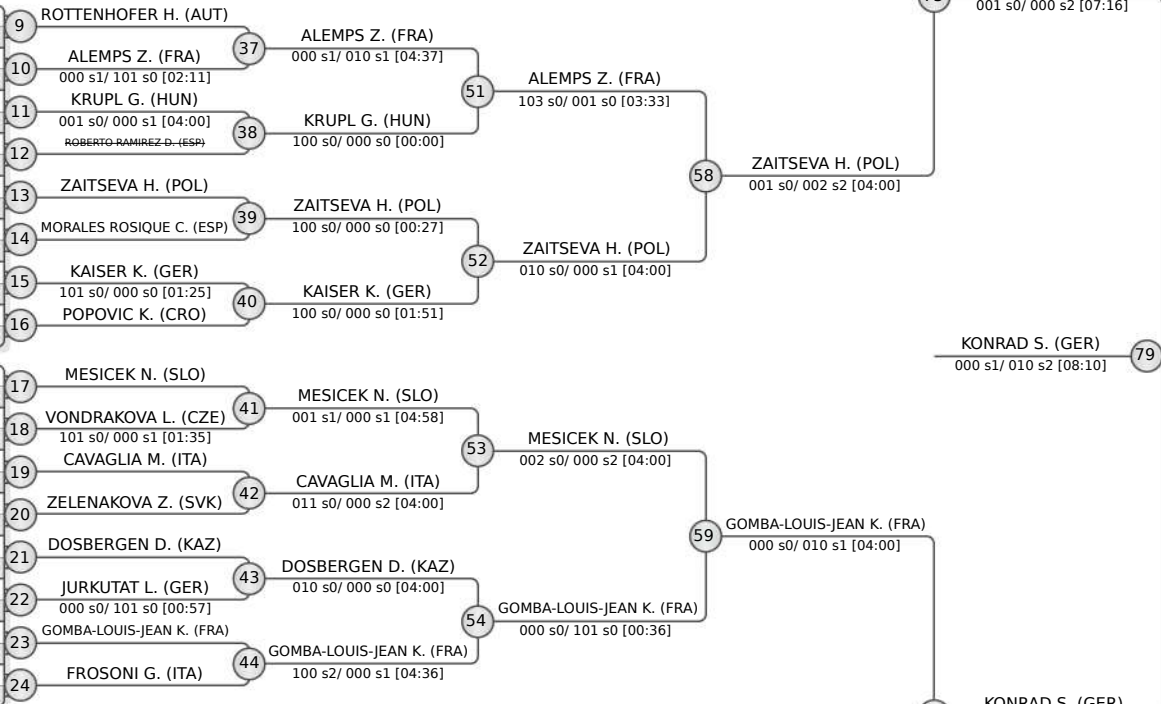 001 s0/ 000 s2 [07:16]
9
ROTTENHOFER H. (AUT)
37
ALEMPS Z. (FRA)
000 s1/ 010 s1 [04:37]
10
ALEMPS Z. (FRA)
000 s1/ 101 s0 [02:11]
51
ALEMPS Z. (FRA)
103 s0/ 001 s0 [03:33]
11
KRUPL G. (HUN)
001 s0/ 000 s1 [04:00]
38
KRUPL G. (HUN)
100 s0/ 000 s0 [00:00]
12
ROBERTO RAMIREZ D. (ESP)
58
ZAITSEVA H. (POL)
001 s0/ 002 s2 [04:00]
13
ZAITSEVA H. (POL)
39
ZAITSEVA H. (POL)
100 s0/ 000 s0 [00:27]
14
MORALES ROSIQUE C. (ESP)
52
ZAITSEVA H. (POL)
010 s0/ 000 s1 [04:00]
15
KAISER K. (GER)
101 s0/ 000 s0 [01:25]
40
KAISER K. (GER)
100 s0/ 000 s0 [01:51]
16
POPOVIC K. (CRO)
KONRAD S. (GER)
000 s1/ 010 s2 [08:10]
79
17
MESICEK N. (SLO)
41
MESICEK N. (SLO)
001 s1/ 000 s1 [04:58]
18
VONDRAKOVA L. (CZE)
101 s0/ 000 s1 [01:35]
53
MESICEK N. (SLO)
002 s0/ 000 s2 [04:00]
19
CAVAGLIA M. (ITA)
42
CAVAGLIA M. (ITA)
011 s0/ 000 s2 [04:00]
20
ZELENAKOVA Z. (SVK)
59
GOMBA-LOUIS-JEAN K. (FRA)
000 s0/ 010 s1 [04:00]
21
DOSBERGEN D. (KAZ)
43
DOSBERGEN D. (KAZ)
010 s0/ 000 s0 [04:00]
22
JURKUTAT L. (GER)
000 s0/ 101 s0 [00:57]
54
GOMBA-LOUIS-JEAN K. (FRA)
000 s0/ 101 s0 [00:36]
23
GOMBA-LOUIS-JEAN K. (FRA)
44
GOMBA-LOUIS-JEAN K. (FRA)
100 s2/ 000 s1 [04:36]
24
FROSONI G. (ITA)
KONRAD S. (GER)